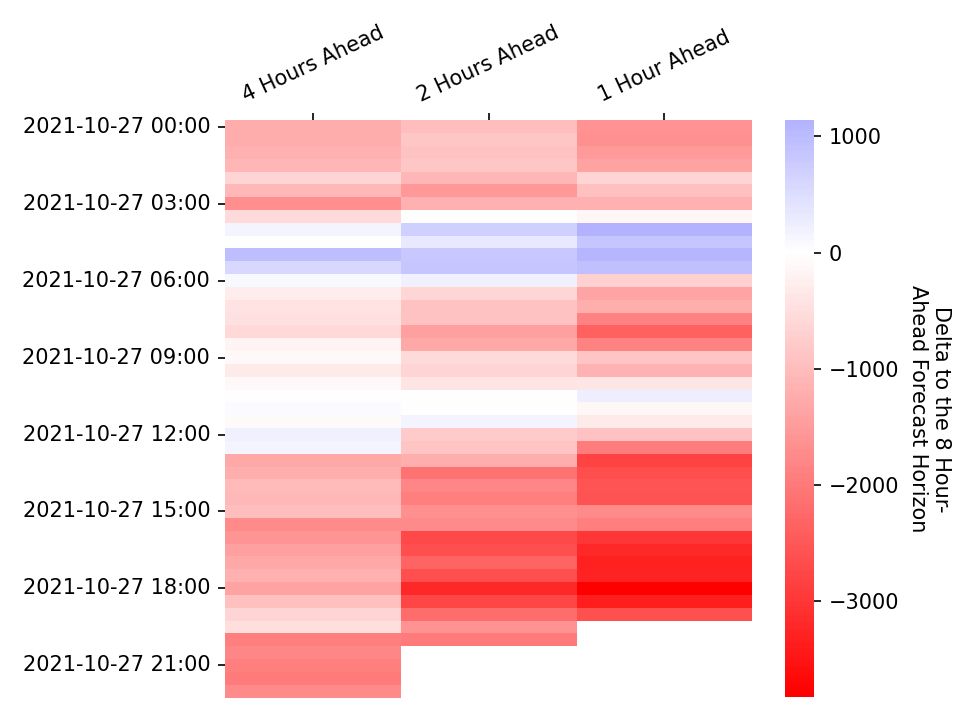 4 Hours Ahead
2 Hours Ahead
1 Hour Ahead
2021-10-27 00:00
2021-10-27 03:00
2021-10-27 06:00
2021-10-27 09:00
2021-10-27 12:00
2021-10-27 15:00
2021-10-27 18:00
2021-10-27 21:00
1000
0
−1000
−2000
−3000
Delta to the 8 Hour-
Ahead Forecast Horizon